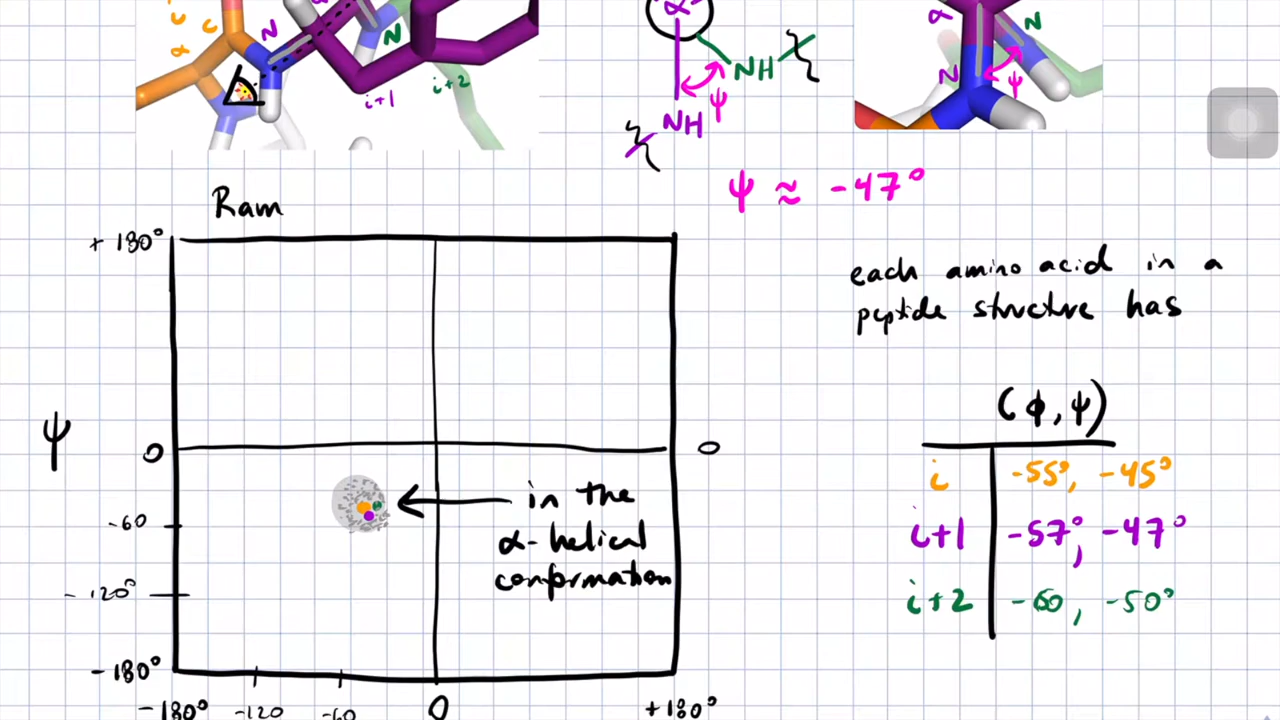 α
C
N
N
i+1
i+2
α
NH
NH
ψ
α
N
N
ψ
ψ ≈ -47°
Ram
+180°
each amino acid in a
peptide structure has
(ϕ, ψ)
ψ
0
0
i -55°, -45°
in the
-60
i+1 -57°, -47°
α-helical
conformation
-120°
i+2 -60, -50°
-180°
-180° -120 -60 0 +180°